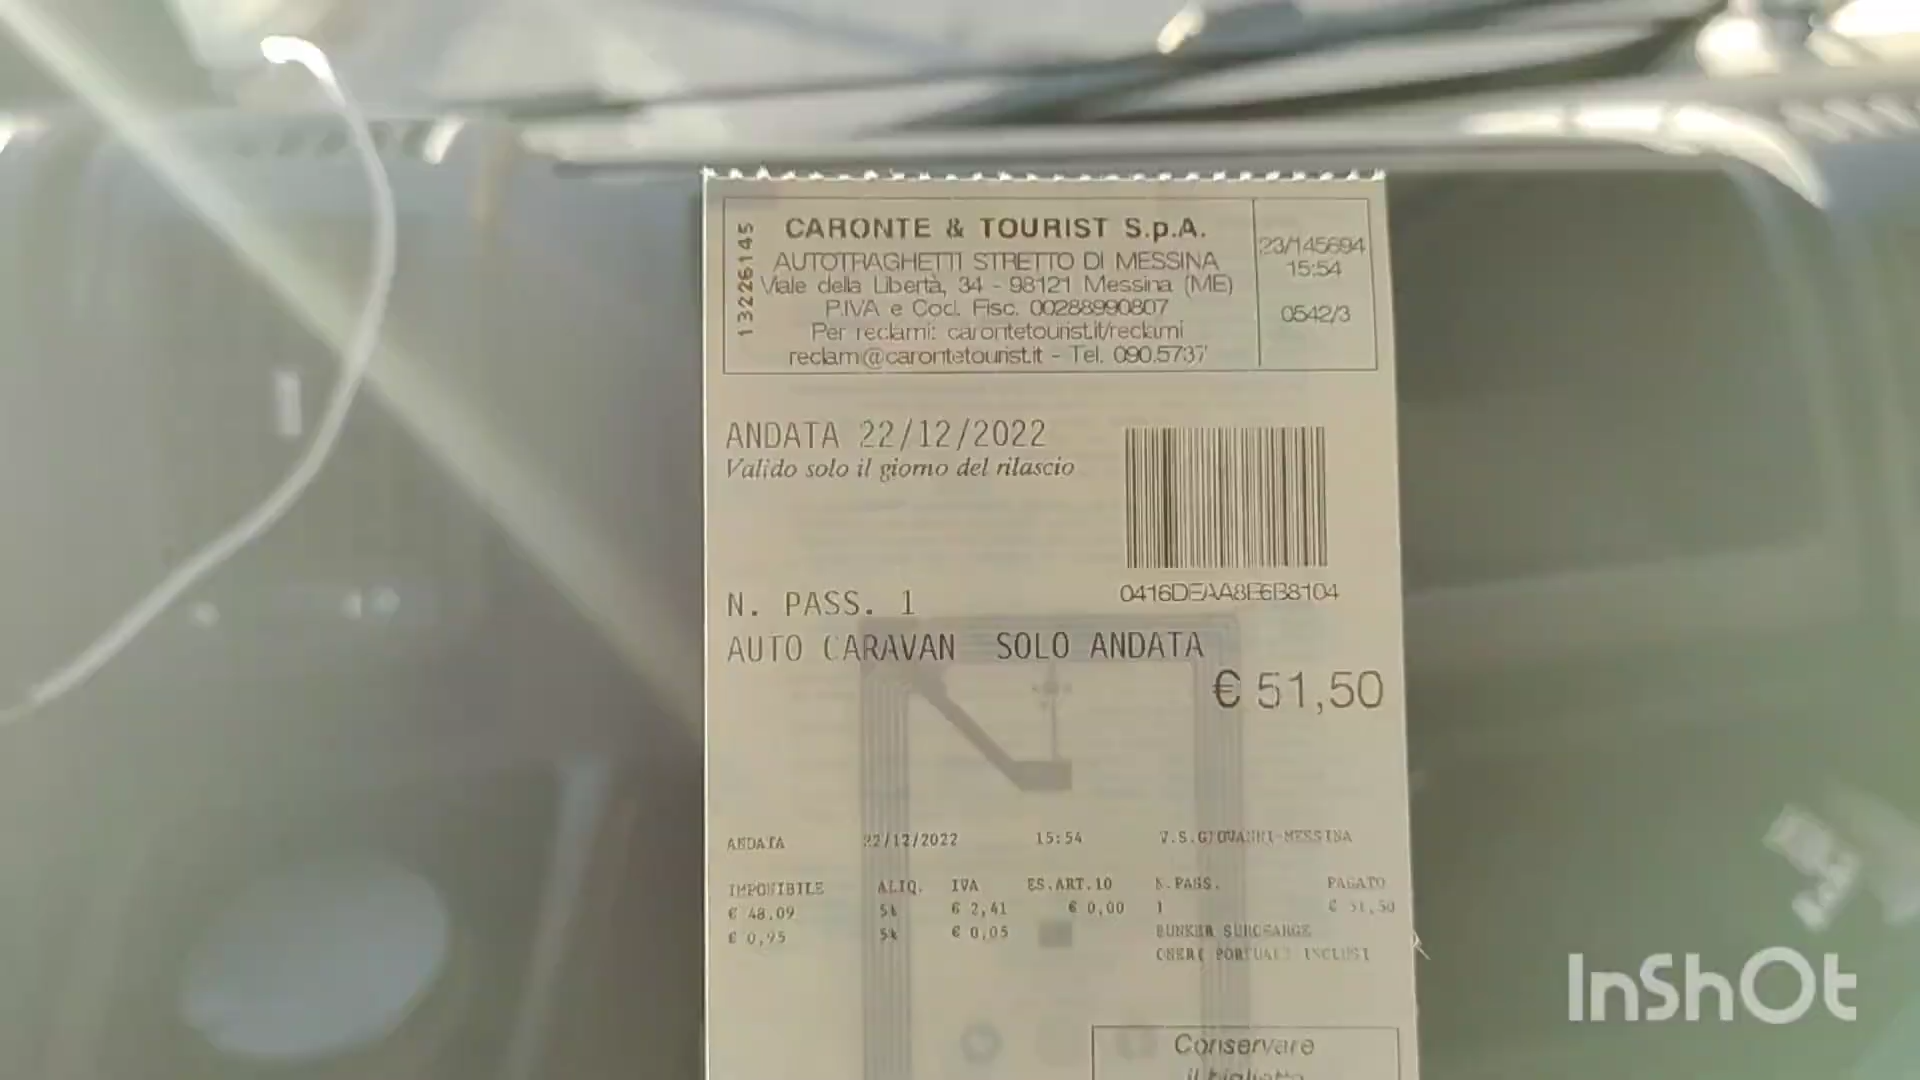 13226145
CARONTE & TOURIST S.p.A.
AUTOTRAGHETTI STRETTO DI MESSINA
Viale della Libertà, 34 - 98121 Messina (ME)
P.IVA e Cod. Fisc. 00288990807
Per reclami: carontetourist.it/reclami
reclami@carontetourist.it - Tel. 090.5737
23/145694
15:54
0542/3
ANDATA 22/12/2022
Valido solo il giorno del rilascio
0416DEAA8E6B8104
N. PASS. 1
AUTO CARAVAN SOLO ANDATA
€ 51,50
ANDATA 22/12/2022 15:54 V.S.GIOVANNI-MESSINA
IMPONIBILE ALIQ. IVA ES.ART.10 N.PASS. PAGATO
€ 48,09 5% € 2,41 € 0,00 1 € 51,50
€ 0,95 5% € 0,05 BUNKER SURCHARGE
ONERI PORTUALI INCLUSI
Conservare
il biglietto
InShOt